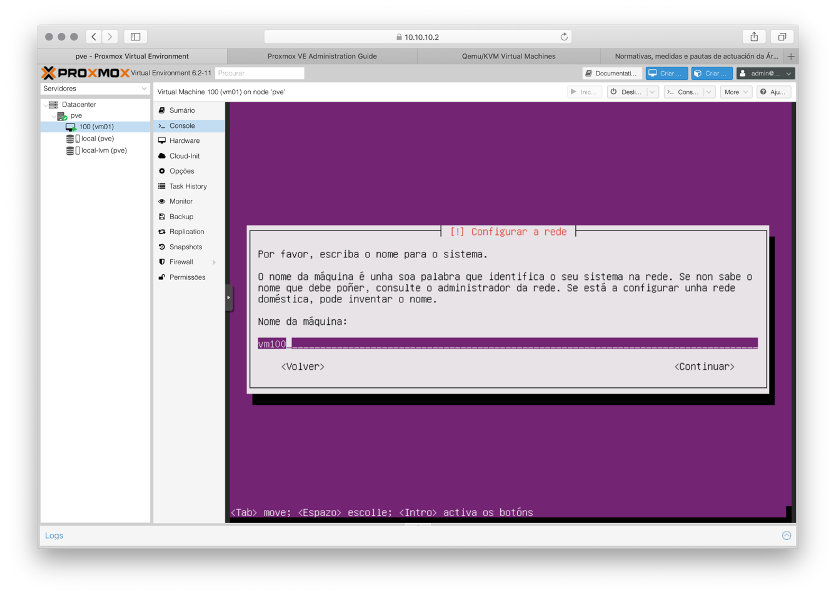 10.10.10.2
pve - Proxmox Virtual Environment
Proxmox VE Administration Guide
Qemu/KVM Virtual Machines
Normativas, medidas e pautas de actuación da Ár...
PROXMOX Virtual Environment 6.2-11 Procurar
Documentati...
Criar ...
Criar ...
admin@...
Servidores
Virtual Machine 100 (vm01) on node 'pve'
Inic...
Desli...
Cons...
More
Aju...
Datacenter
pve
100 (vm01)
local (pve)
local-lvm (pve)
Sumário
Console
Hardware
Cloud-Init
Opções
Task History
Monitor
Backup
Replication
Snapshots
Firewall
Permissões
[!] Configurar a rede
Por favor, escriba o nome para o sistema.
O nome da máquina é unha soa palabra que identifica o seu sistema na rede. Se non sabe o
nome que debe poñer, consulte o administrador da rede. Se está a configurar unha rede
doméstica, pode inventar o nome.
Nome da máquina:
vm100
<Volver>
<Continuar>
<Tab> move; <Espazo> escolle; <Intro> activa os botóns
Logs